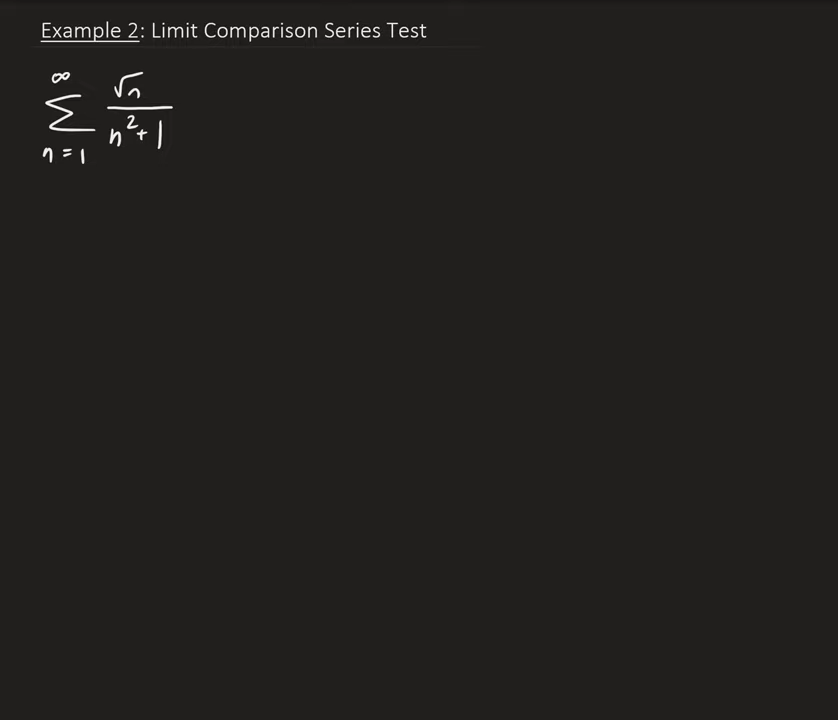 Example 2: Limit Comparison Series Test
∞
∑ √n / n²+1
n = 1